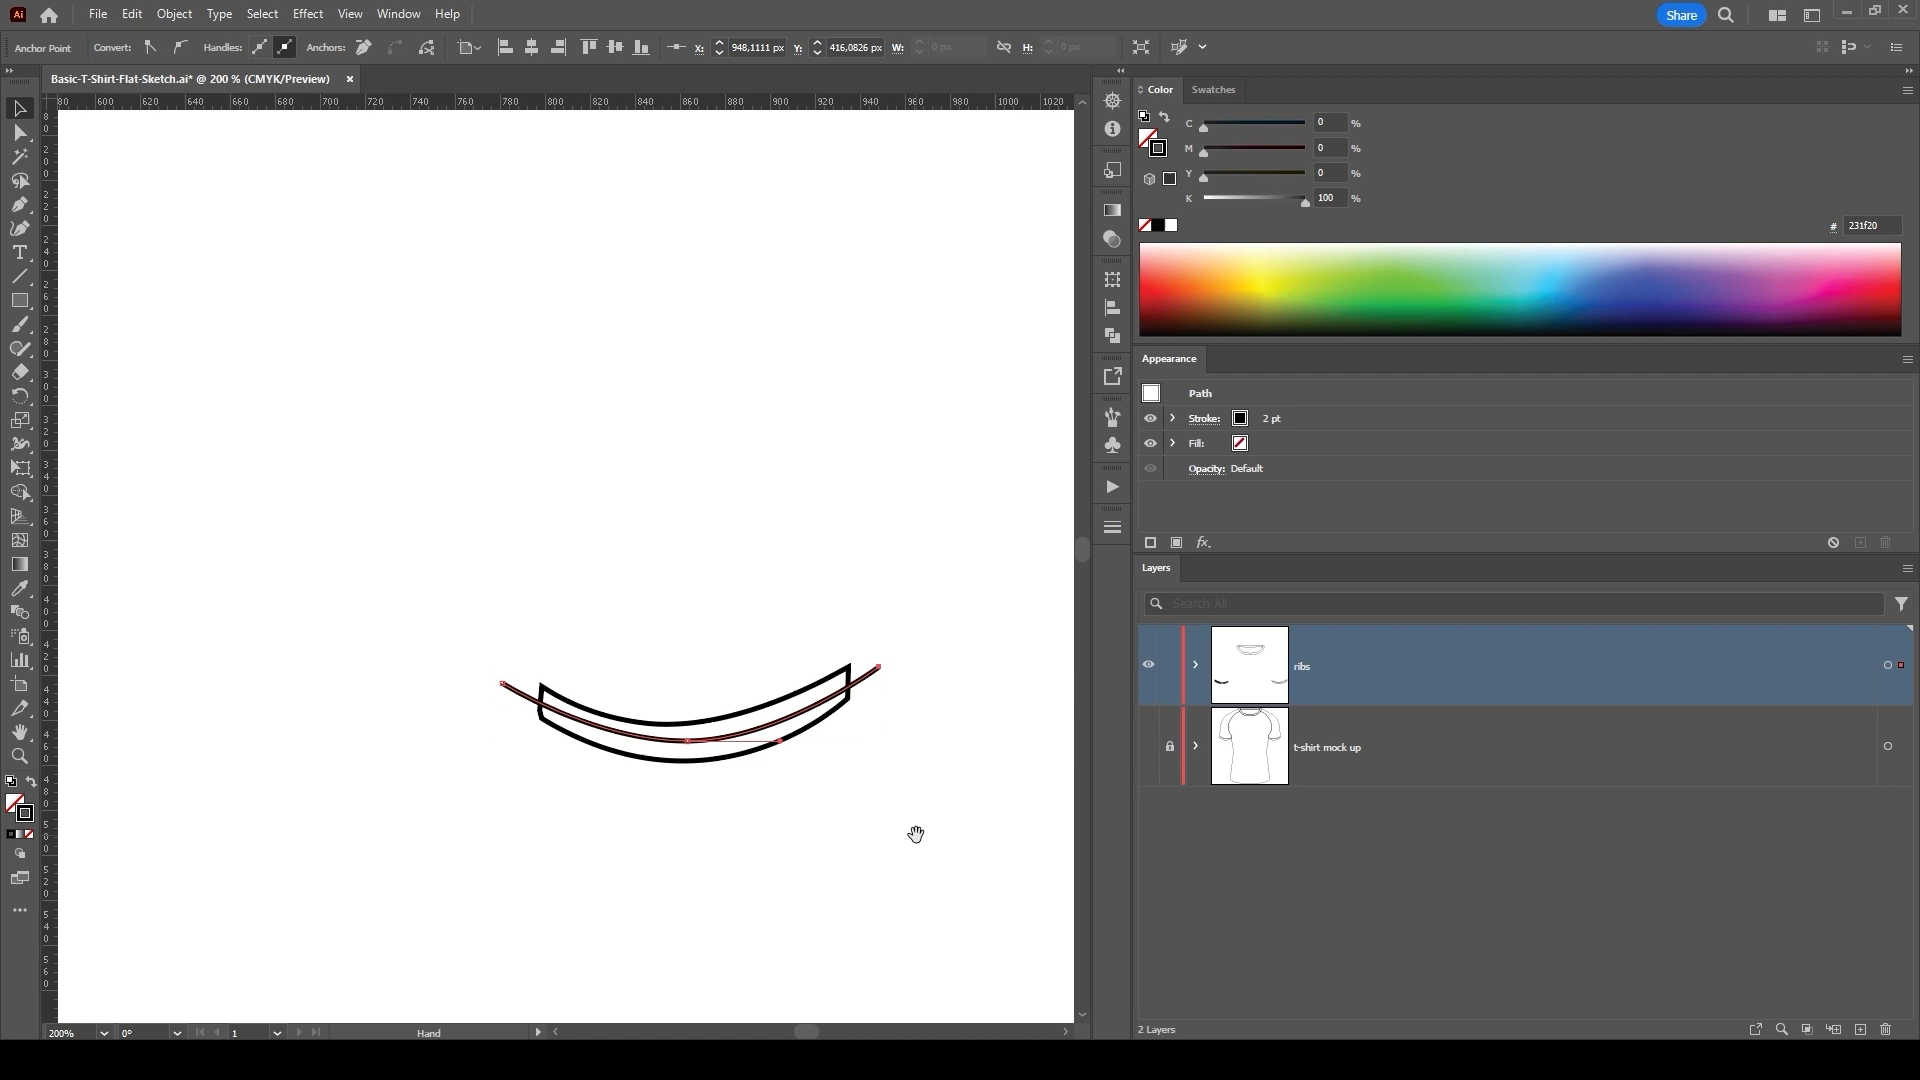 Ai File Edit Object Type Select Effect View Window Help Share
Anchor Point Convert: Handles: Anchors: X: 948,1111 px Y: 416,0826 px W: 0 px H: 0 px
Basic-T-Shirt-Flat-Sketch.ai* @ 200 % (CMYK/Preview) ×
80 600 620 640 660 680 700 720 740 760 780 800 820 840 860 880 900 920 940 960 980 1000 1020
Color Swatches
C 0 %
M 0 %
Y 0 %
K 100 %
# 231f20
Appearance
Path
Stroke: 2 pt
Fill:
Opacity: Default
fx
Layers
Search All
ribs
t-shirt mock up
2 Layers
200% 0° 1 Hand